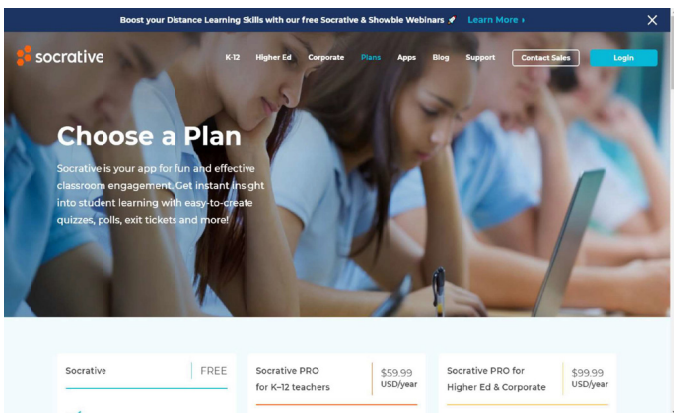 Boost your Distance Learning Skills with our free Socrative & Showbie Webinars 🚀 Learn More ›
socrative
K-12 Higher Ed Corporate Plans Apps Blog Support Contact Sales Login
Choose a Plan
Socrative is your app for fun and effective
classroom engagement. Get instant insght
into student learning with easy-to-create
quizzes, polls, exit tickets and more!
Socrative FREE
Socrative PRO
for K–12 teachers
$59.99
USD/year
Socrative PRO for
Higher Ed & Corporate
$99.99
USD/year